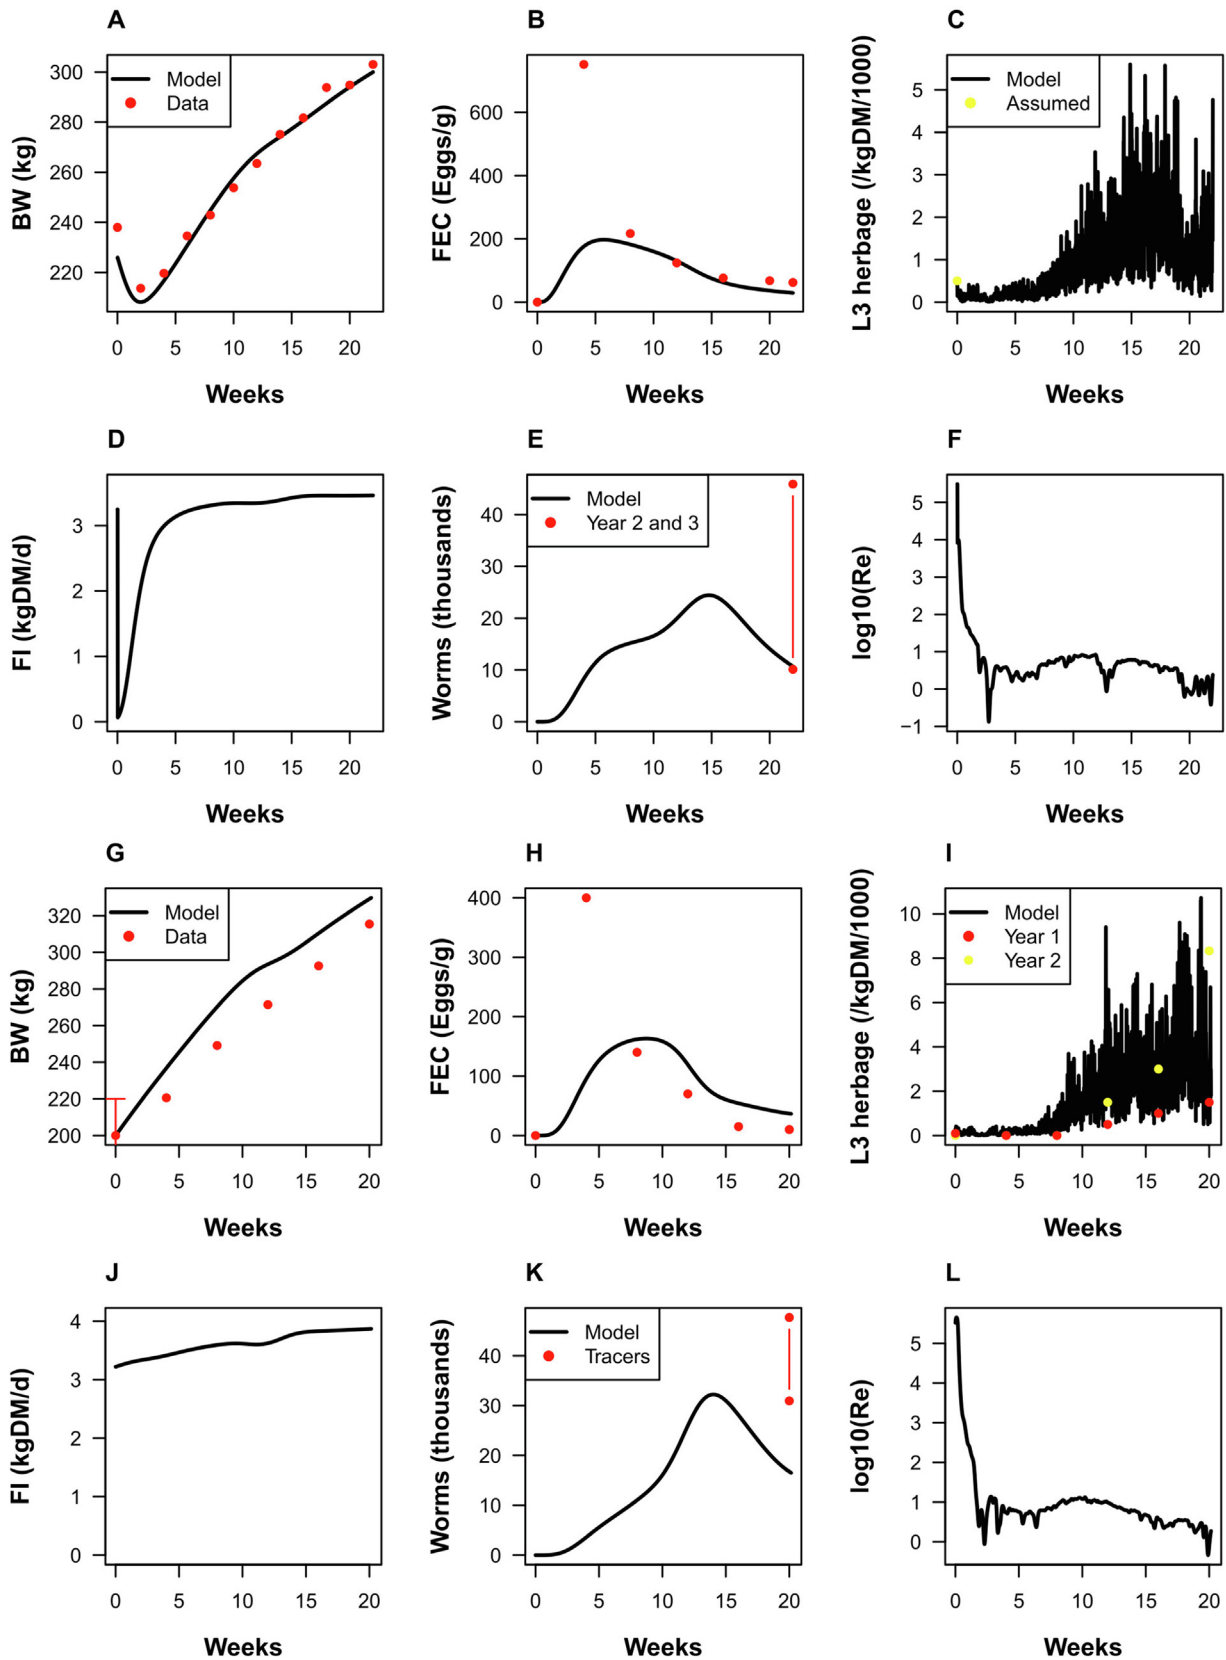 A
BW (kg)
300
280
260
240
220
Model
Data
0 5 10 15 20
Weeks
B
FEC (Eggs/g)
600
400
200
0
0 5 10 15 20
Weeks
C
L3 herbage (/kgDM/1000)
5
4
3
2
1
0
Model
Assumed
0 5 10 15 20
Weeks
D
FI (kgDM/d)
3
2
1
0
0 5 10 15 20
Weeks
E
Worms (thousands)
40
30
20
10
0
Model
Year 2 and 3
0 5 10 15 20
Weeks
F
log10(Re)
5
4
3
2
1
0
−1
0 5 10 15 20
Weeks
G
BW (kg)
320
300
280
260
240
220
200
Model
Data
0 5 10 15 20
Weeks
H
FEC (Eggs/g)
400
300
200
100
0
0 5 10 15 20
Weeks
I
L3 herbage (/kgDM/1000)
10
8
6
4
2
0
Model
Year 1
Year 2
0 5 10 15 20
Weeks
J
FI (kgDM/d)
4
3
2
1
0
0 5 10 15 20
Weeks
K
Worms (thousands)
40
30
20
10
0
Model
Tracers
0 5 10 15 20
Weeks
L
log10(Re)
5
4
3
2
1
0
0 5 10 15 20
Weeks